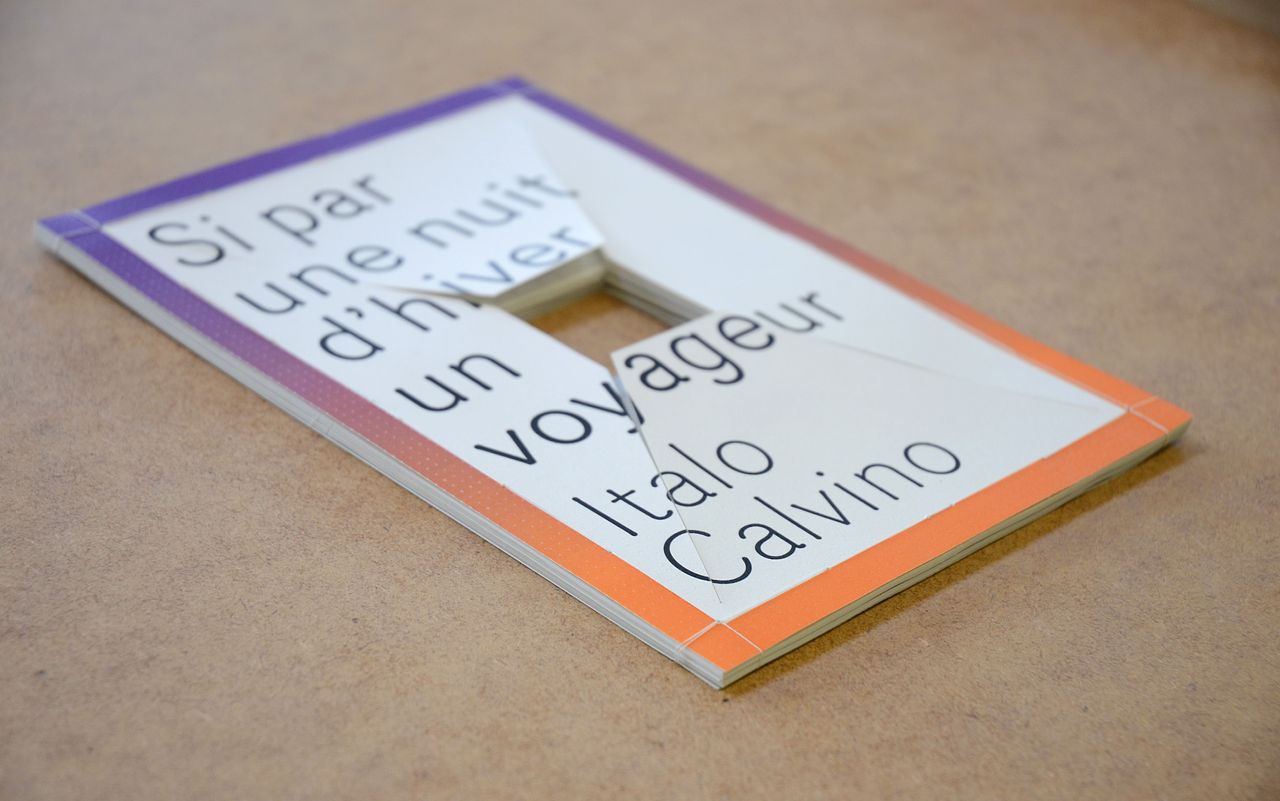 Si par
une nuit
d’hiver
un
voyageur
Italo
Calvino